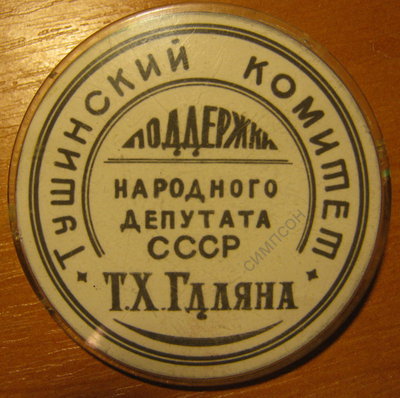 ТУШИНСКИЙ КОМИТЕТ
ПОДДЕРЖКИ
НАРОДНОГО
ДЕПУТАТА
СССР
Т.Х.ГДЛЯНА
СИМПСОН